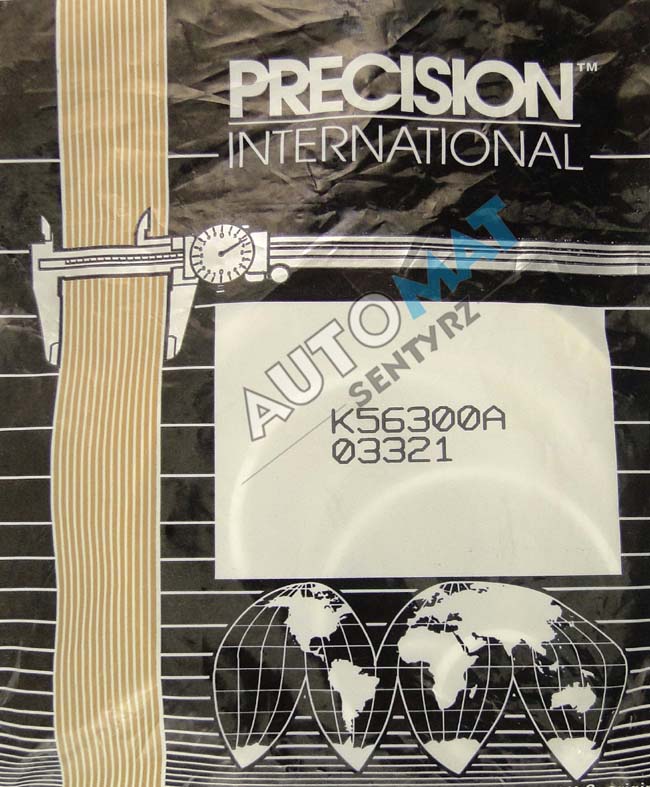 PRECISION™
INTERNATIONAL
AUTOMAT
SENTYRZ
K56300A
03321